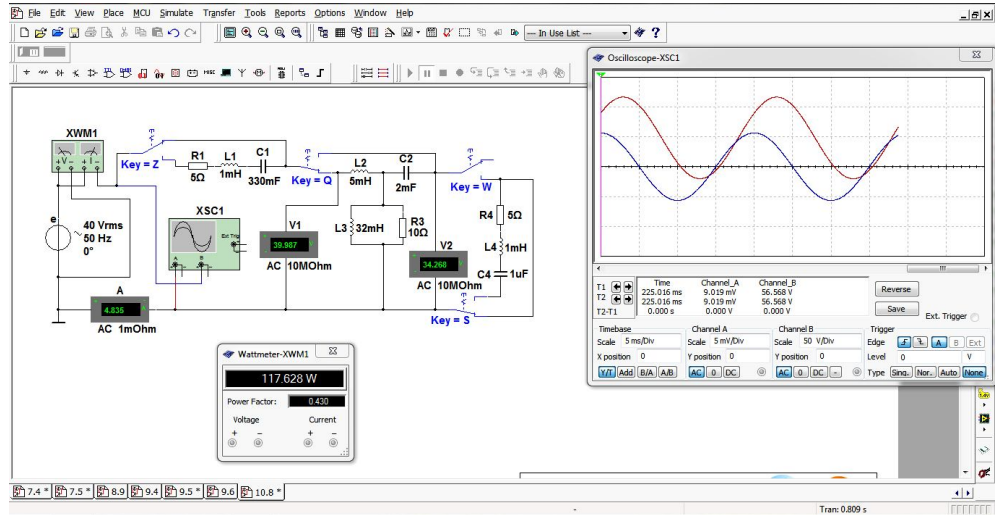 File Edit View Place MCU Simulate Transfer Tools Reports Options Window Help
--- In Use List ---
Oscilloscope-XSC1
XWM1
V
I
Key = Z
R1
5Ω
L1
1mH
C1
330mF
Key = Q
L2
5mH
C2
2mF
Key = W
e
40 Vrms
50 Hz
0°
XSC1
Ext Trig
A
B
V1
39.987
AC 10MOhm
L3
32mH
R3
10Ω
V2
34.268
AC 10MOhm
R4
5Ω
L4
1mH
C4
1uF
Key = S
A
4.835
AC 1mOhm
Wattmeter-XWM1
117.628 W
Power Factor: 0.430
Voltage Current
+ - + -
Time Channel_A Channel_B
T1 225.016 ms 9.019 mV 56.568 V
T2 225.016 ms 9.019 mV 56.568 V
T2-T1 0.000 s 0.000 V 0.000 V
Reverse
Save
Ext. Trigger
Timebase Channel A Channel B Trigger
Scale 5 ms/Div Scale 5 mV/Div Scale 50 V/Div Edge A B Ext
X position 0 Y position 0 Y position 0 Level 0 V
Y/T Add B/A A/B AC 0 DC AC 0 DC - Type Sing. Nor. Auto None
7.4 * 7.5 * 8.9 9.4 9.5 * 9.6 10.8 *
- Tran: 0.809 s